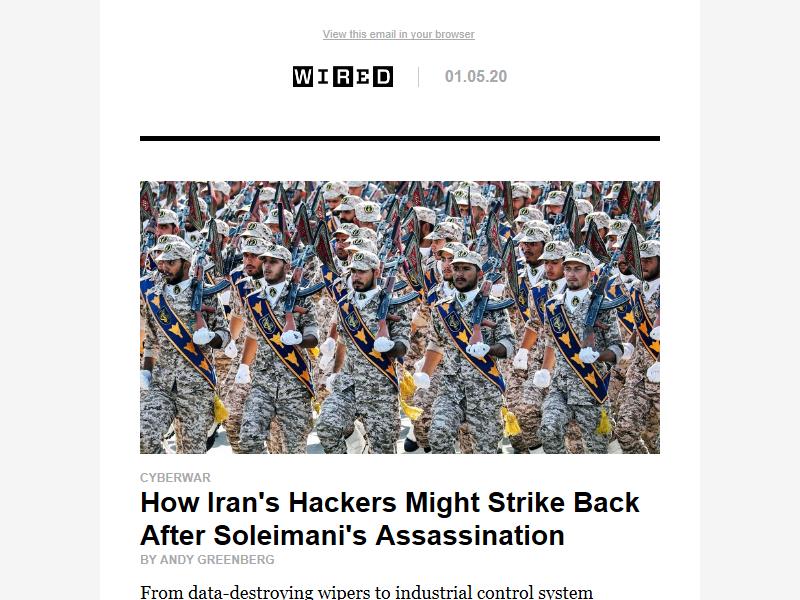 View this email in your browser
WIRED 01.05.20
CYBERWAR
How Iran's Hackers Might Strike Back
After Soleimani's Assassination
BY ANDY GREENBERG
From data-destroying wipers to industrial control system